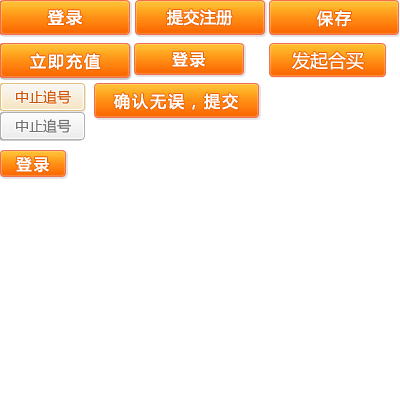 登录
提交注册
保存
立即充值
登录
发起合买
中止追号
确认无误，提交
中止追号
登录